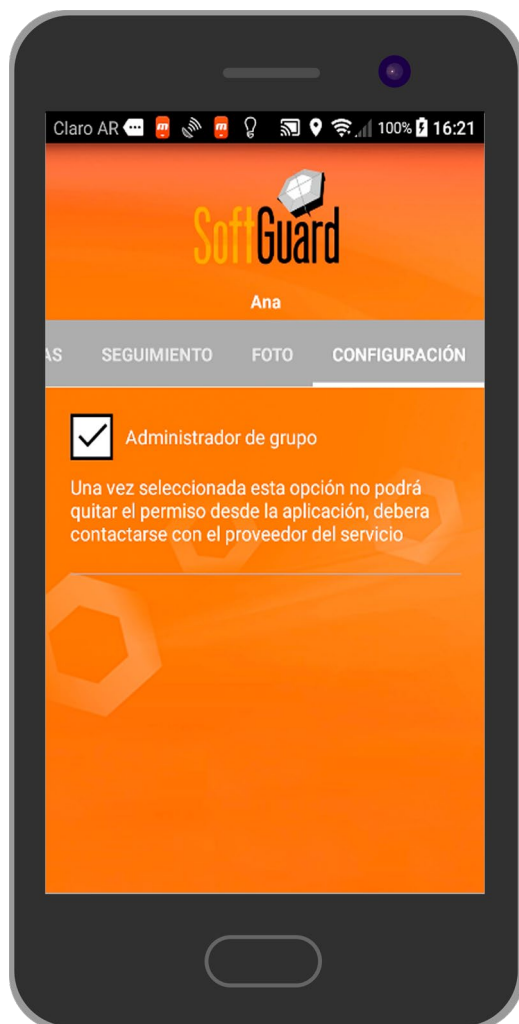 Claro AR 100% 16:21
SoftGuard
Ana
AS SEGUIMIENTO FOTO CONFIGURACIÓN
Administrador de grupo
Una vez seleccionada esta opción no podrá
quitar el permiso desde la aplicación, debera
contactarse con el proveedor del servicio